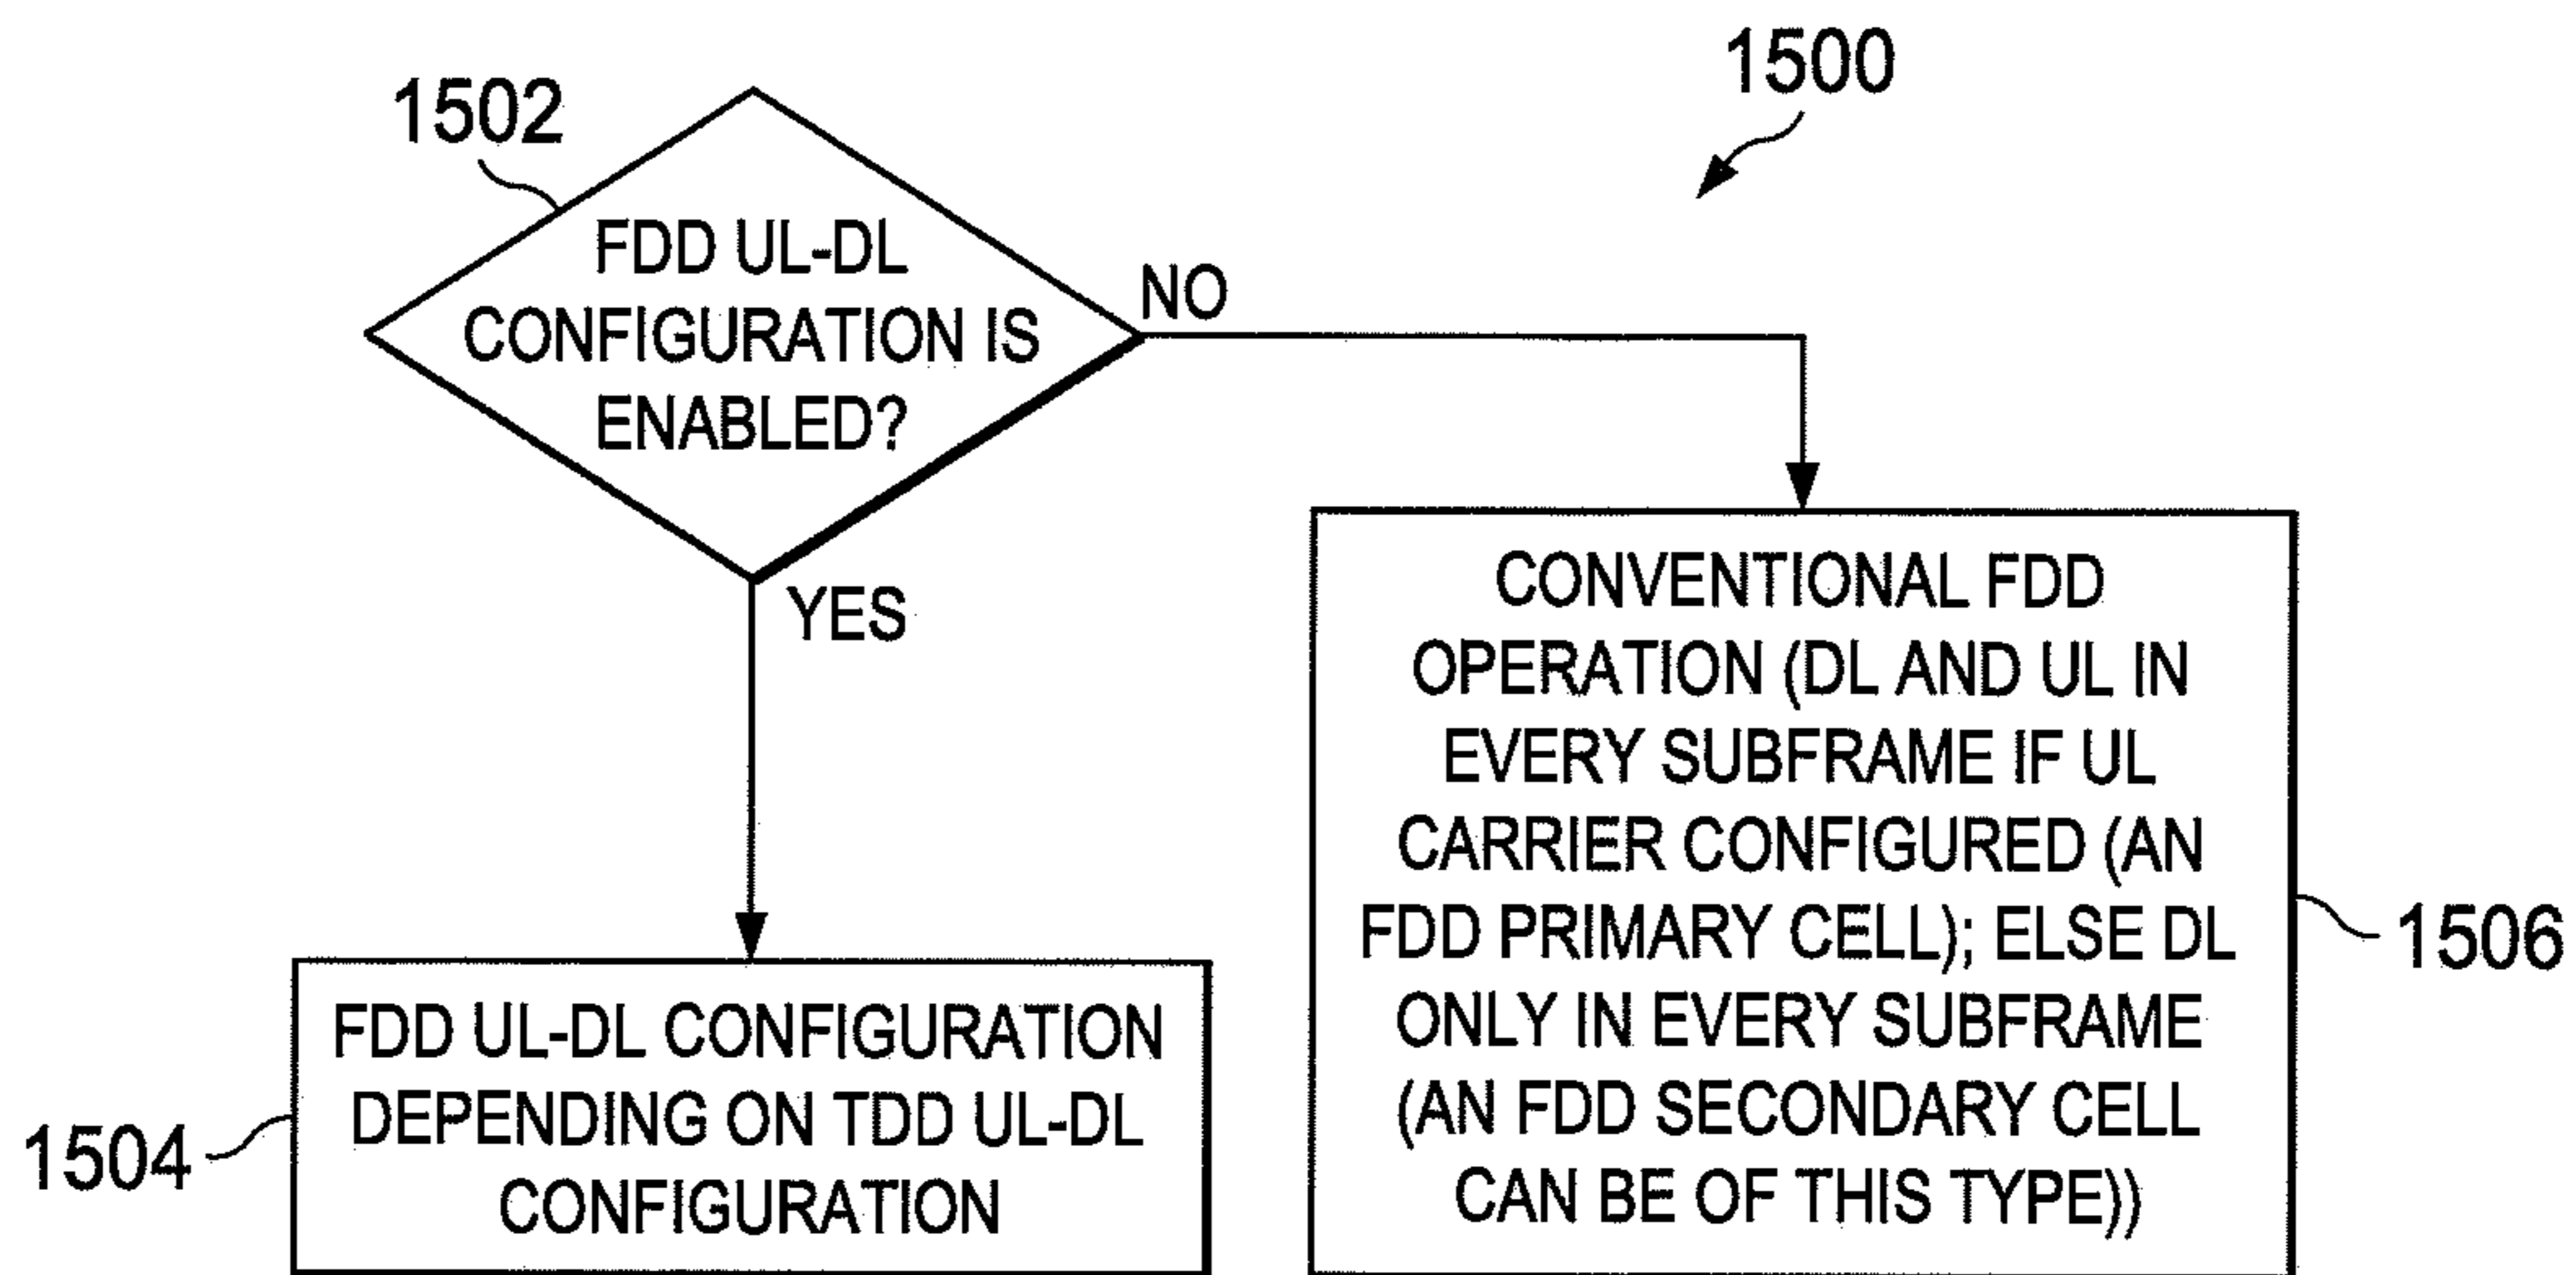 1500
1502
FDD UL-DL
CONFIGURATION IS
ENABLED?
NO
YES
CONVENTIONAL FDD
OPERATION (DL AND UL IN
EVERY SUBFRAME IF UL
CARRIER CONFIGURED (AN
FDD PRIMARY CELL); ELSE DL
ONLY IN EVERY SUBFRAME
(AN FDD SECONDARY CELL
CAN BE OF THIS TYPE))
1506
FDD UL-DL CONFIGURATION
DEPENDING ON TDD UL-DL
CONFIGURATION
1504